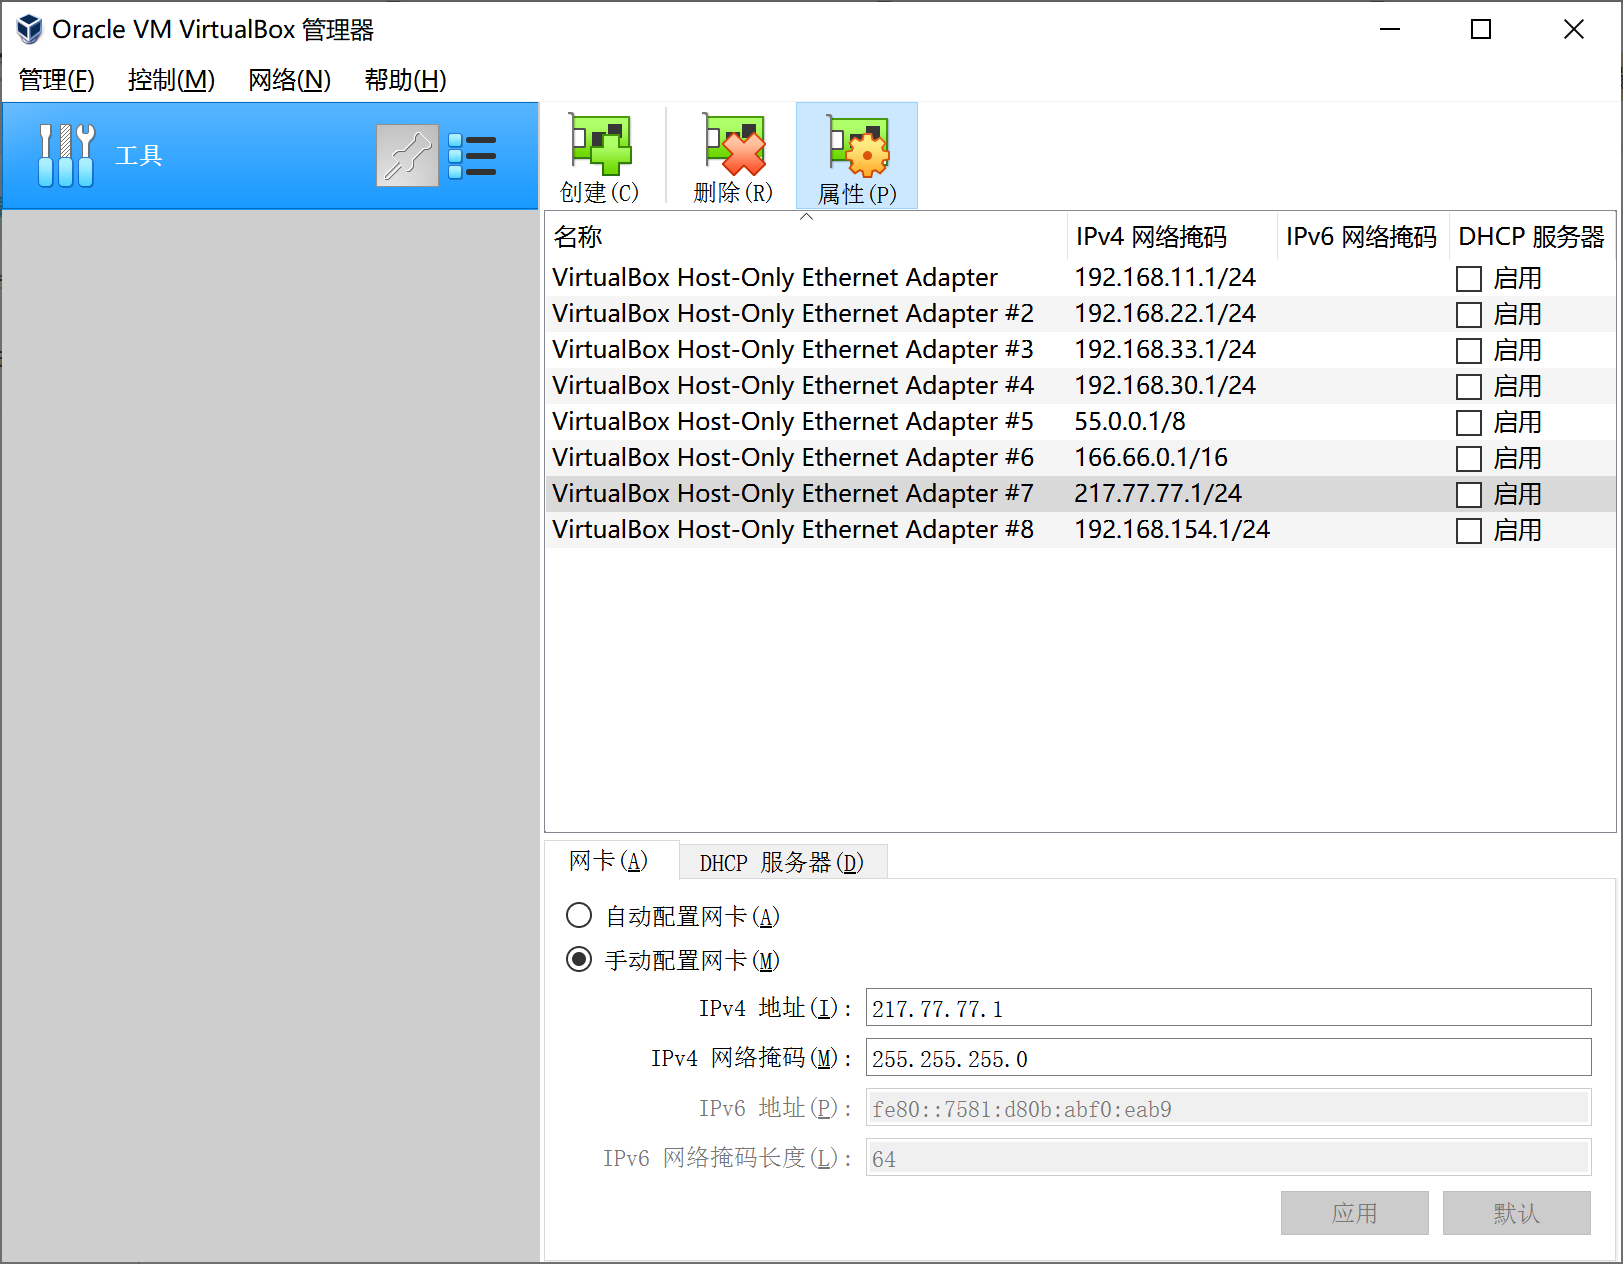 Oracle VM VirtualBox 管理器
管理(F) 控制(M) 网络(N) 帮助(H)
工具
创建(C) 删除(R) 属性(P)
名称 IPv4 网络掩码 IPv6 网络掩码 DHCP 服务器
VirtualBox Host-Only Ethernet Adapter 192.168.11.1/24 启用
VirtualBox Host-Only Ethernet Adapter #2 192.168.22.1/24 启用
VirtualBox Host-Only Ethernet Adapter #3 192.168.33.1/24 启用
VirtualBox Host-Only Ethernet Adapter #4 192.168.30.1/24 启用
VirtualBox Host-Only Ethernet Adapter #5 55.0.0.1/8 启用
VirtualBox Host-Only Ethernet Adapter #6 166.66.0.1/16 启用
VirtualBox Host-Only Ethernet Adapter #7 217.77.77.1/24 启用
VirtualBox Host-Only Ethernet Adapter #8 192.168.154.1/24 启用
网卡(A) DHCP 服务器(D)
自动配置网卡(A)
手动配置网卡(M)
IPv4 地址(I): 217.77.77.1
IPv4 网络掩码(M): 255.255.255.0
IPv6 地址(P): fe80::7581:d80b:abf0:eab9
IPv6 网络掩码长度(L): 64
应用 默认